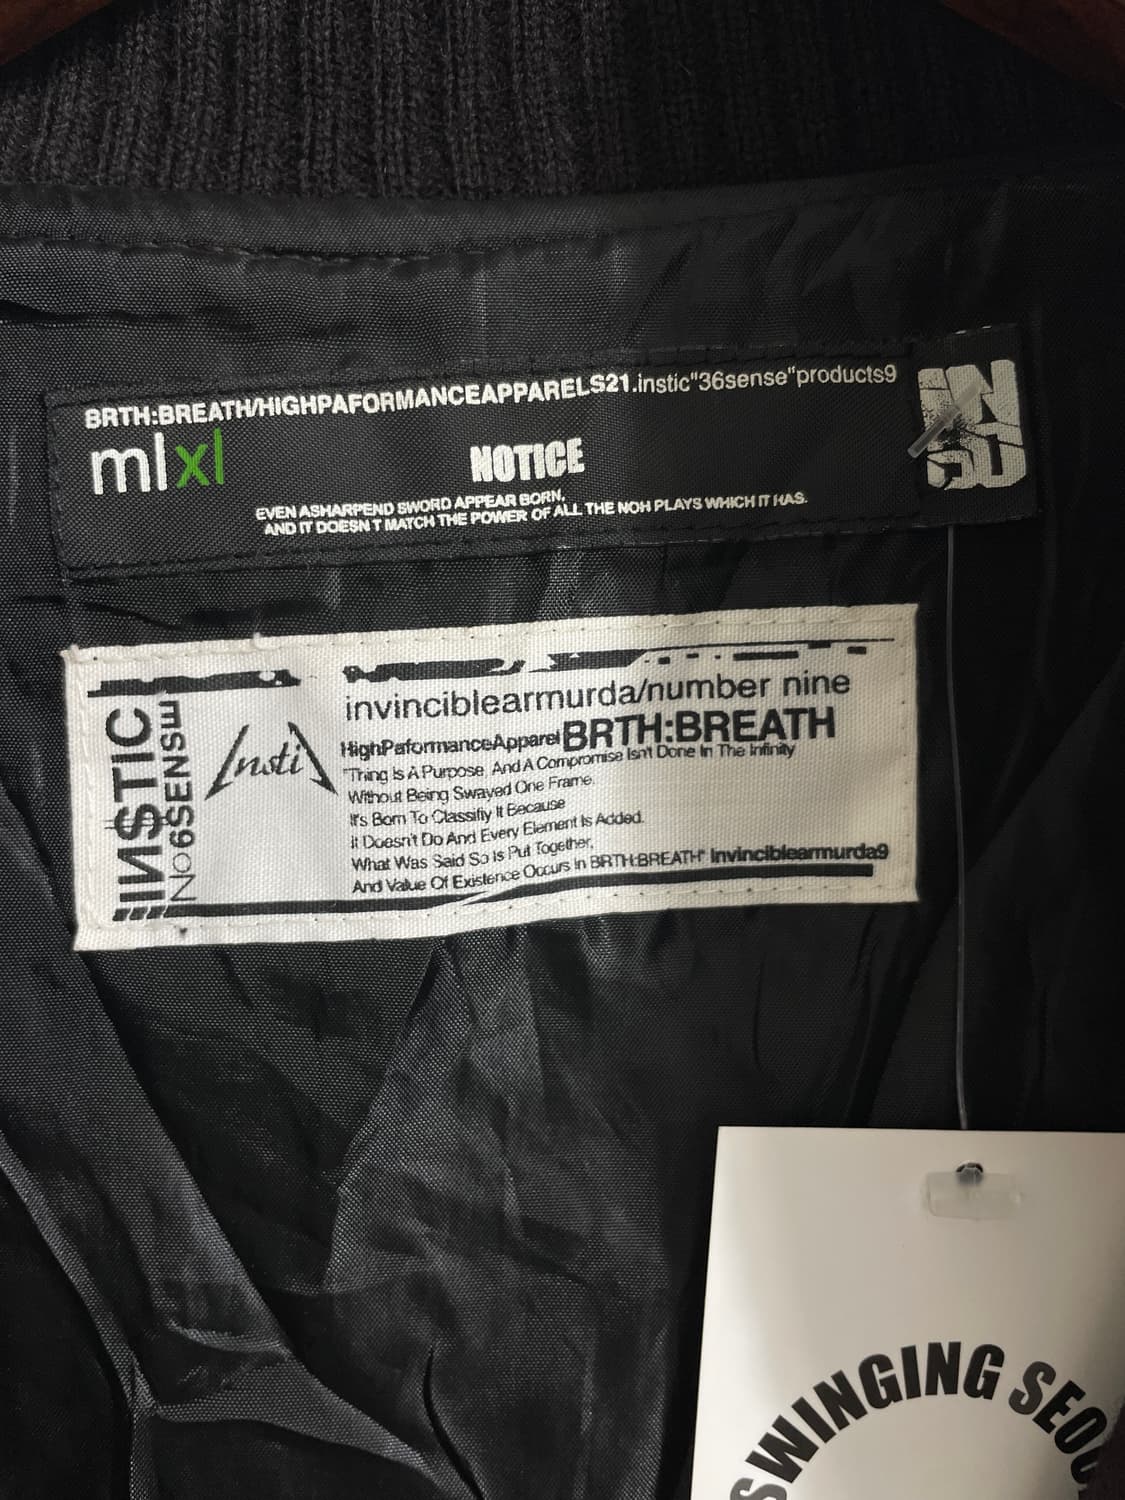 BRTH:BREATH/HIGHPAFORMANCEAPPARELS21.instic"36sense"products9
mlxl
NOTICE
EVEN ASHARPEND SWORD APPEAR BORN,
AND IT DOESN T MATCH THE POWER OF ALL THE NOH PLAYS WHICH IT HAS.
INSTIC
No6SENSE
Insti
invinciblearmurda/number nine
HighPaformanceApparel BRTH:BREATH
"Thing Is A Purpose, And A Compromise Isn't Done In The Infinity
Without Being Swayed One Frame.
It's Born To Classifiy It Because
it Doesn't Do And Every Element Is Added.
What Was Said So Is Put Together,
And Value Of Existence Occurs In BRTH:BREATH" Invinciblearmurda9
SWINGING SEOU